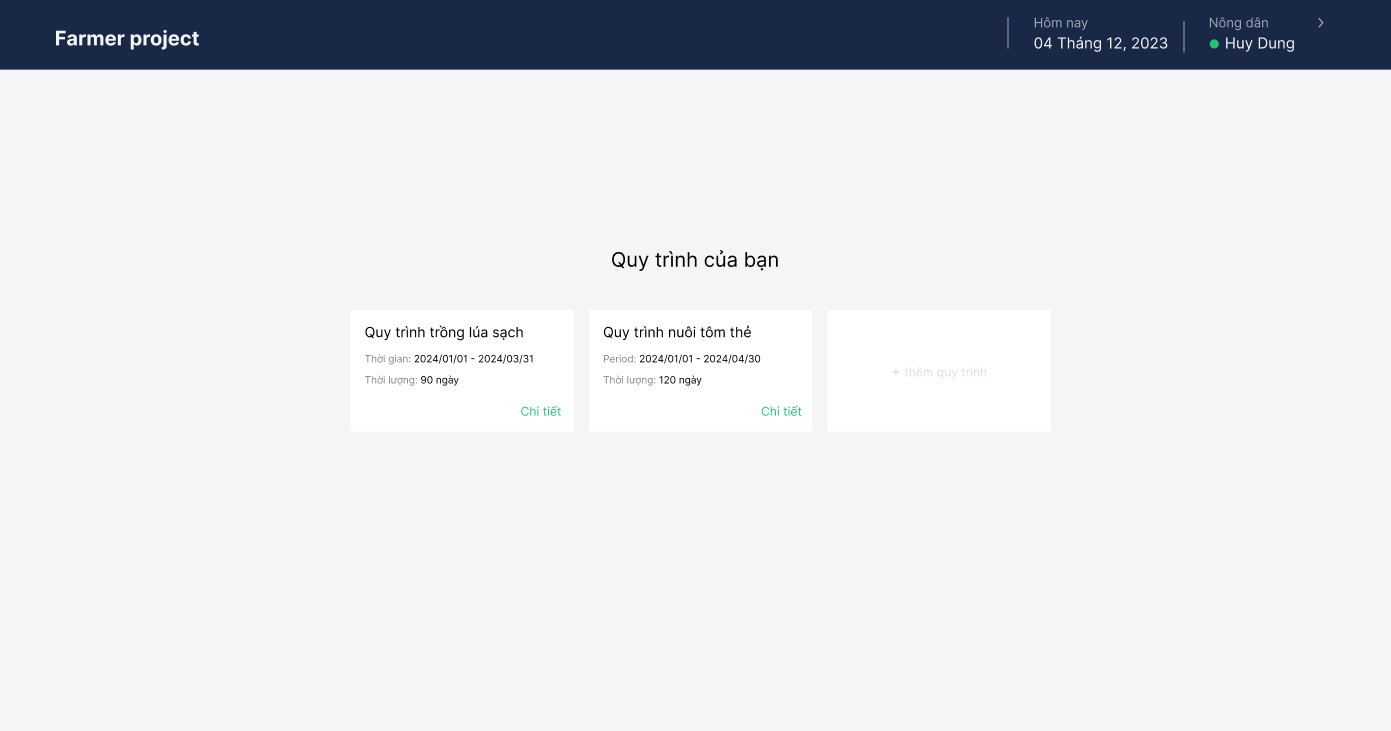 Farmer project
Hôm nay
04 Tháng 12, 2023
Nông dân
Huy Dung
Quy trình của bạn
Quy trình trồng lúa sạch
Thời gian: 2024/01/01 - 2024/03/31
Thời lượng: 90 ngày
Chi tiết
Quy trình nuôi tôm thẻ
Period: 2024/01/01 - 2024/04/30
Thời lượng: 120 ngày
Chi tiết
+ thêm quy trình